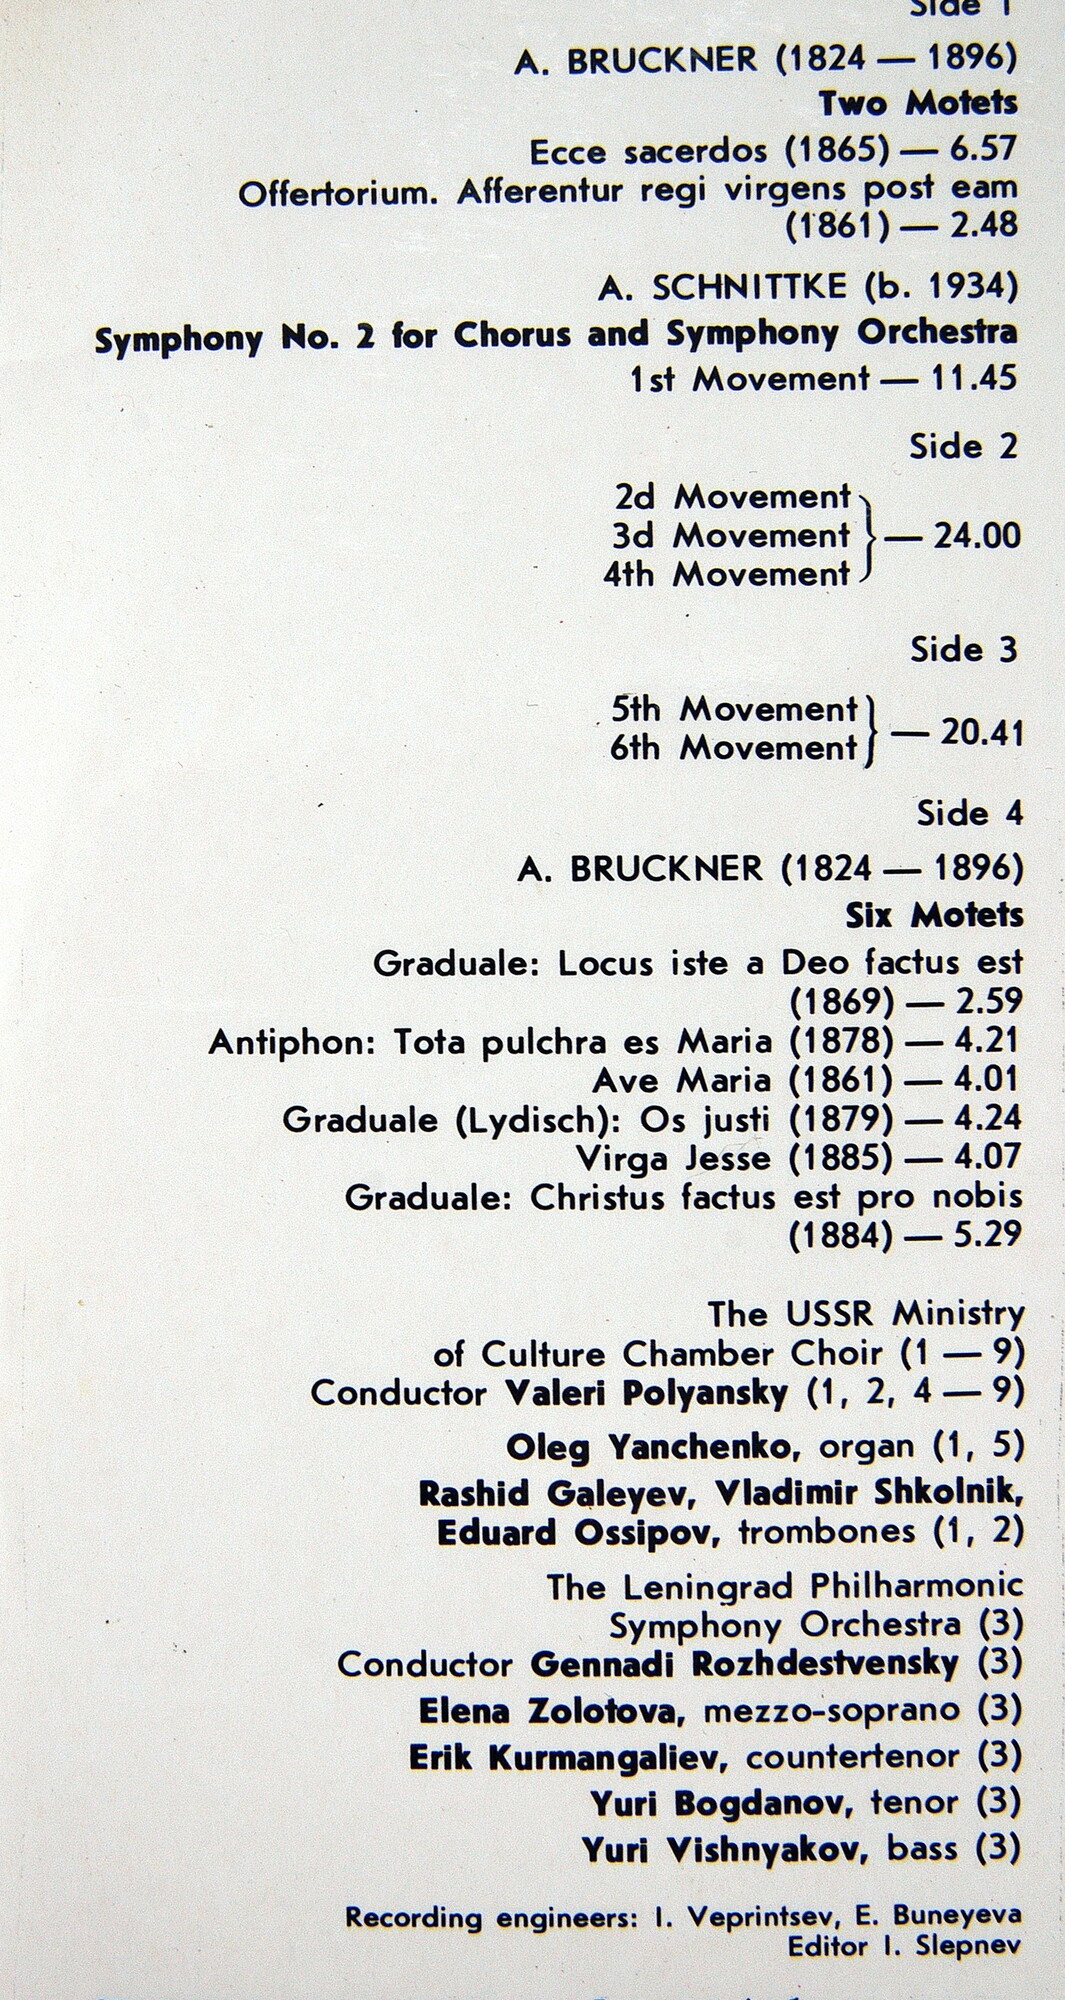 Side 1
A. BRUCKNER (1824 — 1896)
Two Motets
Ecce sacerdos (1865) — 6.57
Offertorium. Afferentur regi virgens post eam
(1861) — 2.48
A. SCHNITTKE (b. 1934)
Symphony No. 2 for Chorus and Symphony Orchestra
1st Movement — 11.45
Side 2
2d Movement
3d Movement } — 24.00
4th Movement
Side 3
5th Movement
6th Movement } — 20.41
Side 4
A. BRUCKNER (1824 — 1896)
Six Motets
Graduale: Locus iste a Deo factus est
(1869) — 2.59
Antiphon: Tota pulchra es Maria (1878) — 4.21
Ave Maria (1861) — 4.01
Graduale (Lydisch): Os justi (1879) — 4.24
Virga Jesse (1885) — 4.07
Graduale: Christus factus est pro nobis
(1884) — 5.29
The USSR Ministry
of Culture Chamber Choir (1 — 9)
Conductor Valeri Polyansky (1, 2, 4 — 9)
Oleg Yanchenko, organ (1, 5)
Rashid Galeyev, Vladimir Shkolnik,
Eduard Ossipov, trombones (1, 2)
The Leningrad Philharmonic
Symphony Orchestra (3)
Conductor Gennadi Rozhdestvensky (3)
Elena Zolotova, mezzo-soprano (3)
Erik Kurmangaliev, countertenor (3)
Yuri Bogdanov, tenor (3)
Yuri Vishnyakov, bass (3)
Recording engineers: I. Veprintsev, E. Buneyeva
Editor I. Slepnev